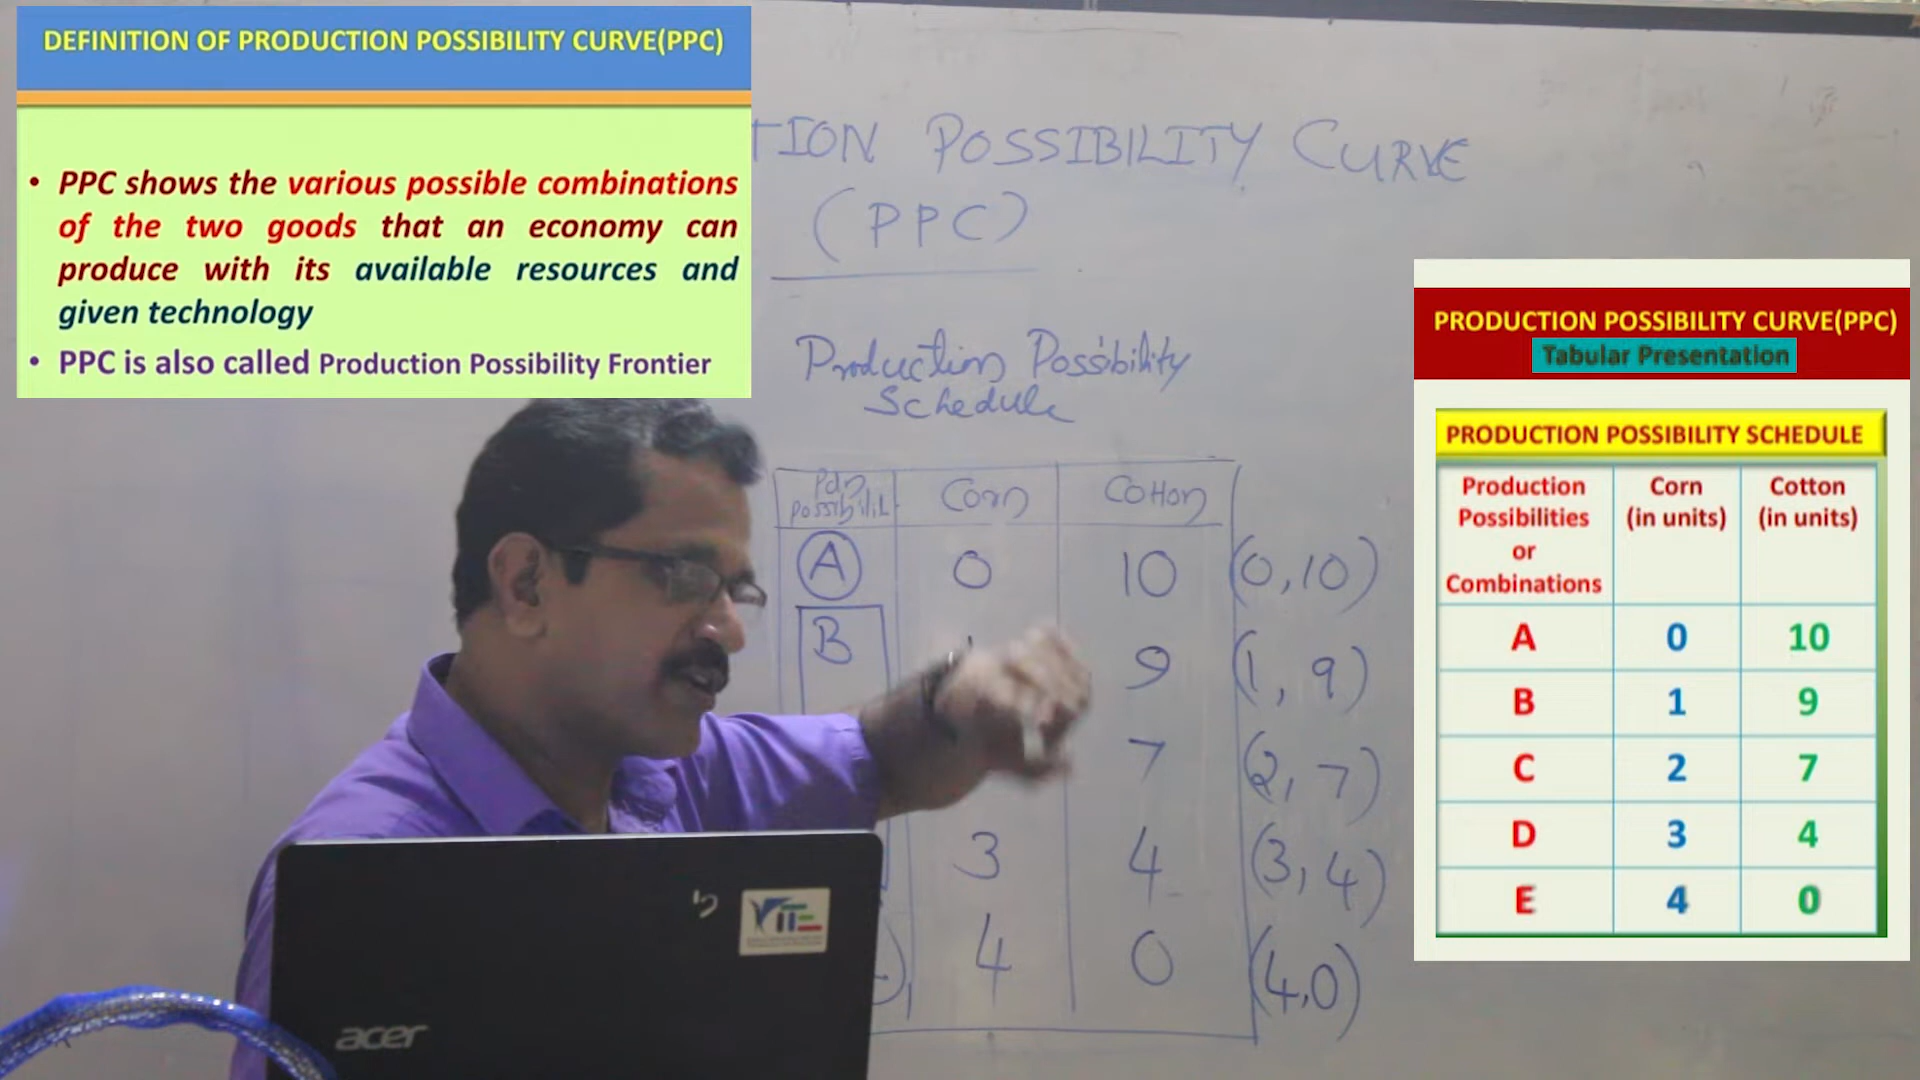 DEFINITION OF PRODUCTION POSSIBILITY CURVE(PPC)
• PPC shows the various possible combinations
of the two goods that an economy can
produce with its available resources and
given technology
• PPC is also called Production Possibility Frontier
TION POSSIBILITY CURVE
(PPC)
Production Possibility
Schedule
Pdn Corn Cotton
Possibilit.
A 0 10 (0,10)
B 9 (1, 9)
7 (2, 7)
3 4 (3, 4)
4 0 (4,0)
acer
PRODUCTION POSSIBILITY CURVE(PPC)
Tabular Presentation
PRODUCTION POSSIBILITY SCHEDULE
Production Corn Cotton
Possibilities (in units) (in units)
or
Combinations
A 0 10
B 1 9
C 2 7
D 3 4
E 4 0